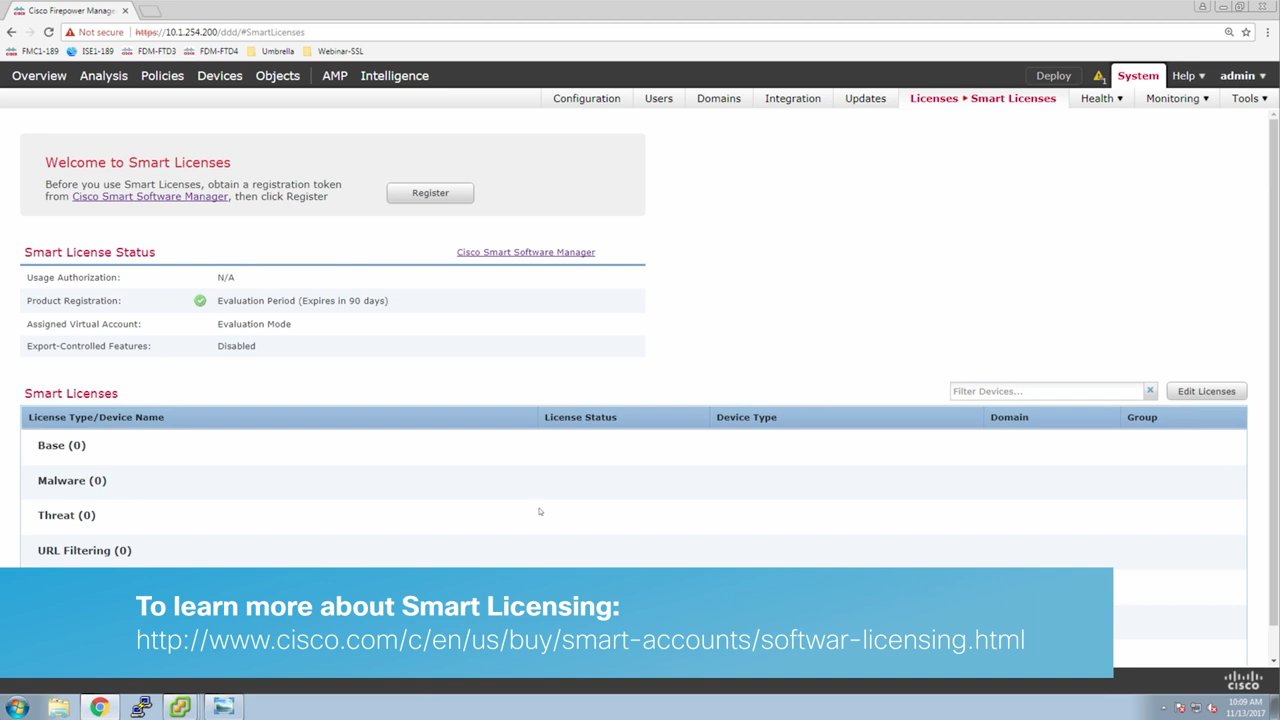 Cisco Firepower Manage
Not secure https://10.1.254.200/ddd/#SmartLicenses
FMC1-189 ISE1-189 FDM-FTD3 FDM-FTD4 Umbrella Webinar-SSL
Overview Analysis Policies Devices Objects AMP Intelligence Deploy 1 System Help admin
Configuration Users Domains Integration Updates Licenses Smart Licenses Health Monitoring Tools
Welcome to Smart Licenses
Before you use Smart Licenses, obtain a registration token
from Cisco Smart Software Manager, then click Register
Register
Smart License Status Cisco Smart Software Manager
Usage Authorization: N/A
Product Registration: Evaluation Period (Expires in 90 days)
Assigned Virtual Account: Evaluation Mode
Export-Controlled Features: Disabled
Smart Licenses Filter Devices... Edit Licenses
License Type/Device Name License Status Device Type Domain Group
Base (0)
Malware (0)
Threat (0)
URL Filtering (0)
To learn more about Smart Licensing:
http://www.cisco.com/c/en/us/buy/smart-accounts/softwar-licensing.html
CISCO
10:09 AM
11/13/2017